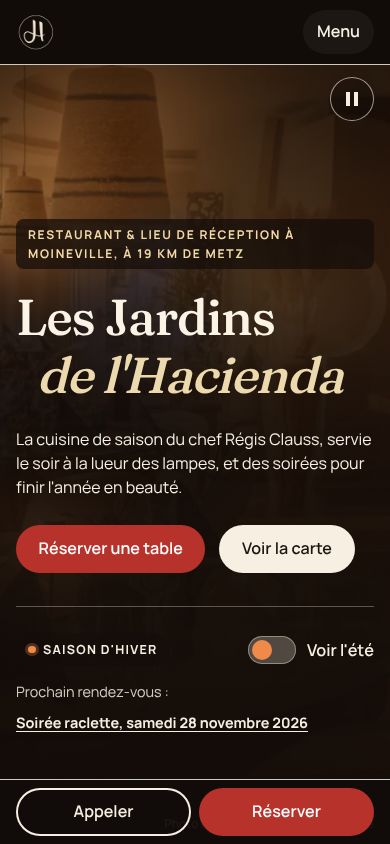 H
Menu
RESTAURANT & LIEU DE RÉCEPTION À
MOINEVILLE, À 19 KM DE METZ
Les Jardins
de l'Hacienda
La cuisine de saison du chef Régis Clauss, servie
le soir à la lueur des lampes, et des soirées pour
finir l'année en beauté.
Réserver une table
Voir la carte
SAISON D'HIVER
Voir l'été
Prochain rendez-vous :
Soirée raclette, samedi 28 novembre 2026
Appeler
Réserver